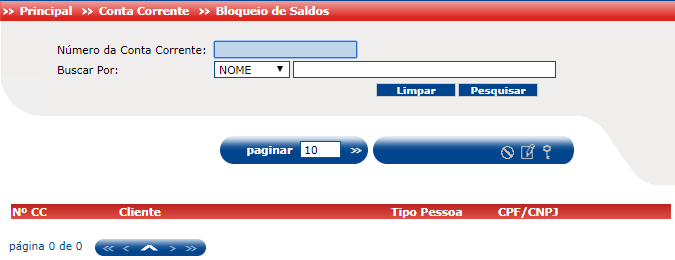 >> Principal >> Conta Corrente >> Bloqueio de Saldos
Número da Conta Corrente:
Buscar Por: NOME
Limpar Pesquisar
paginar 10 >>
Nº CC Cliente Tipo Pessoa CPF/CNPJ
página 0 de 0 << < > >>